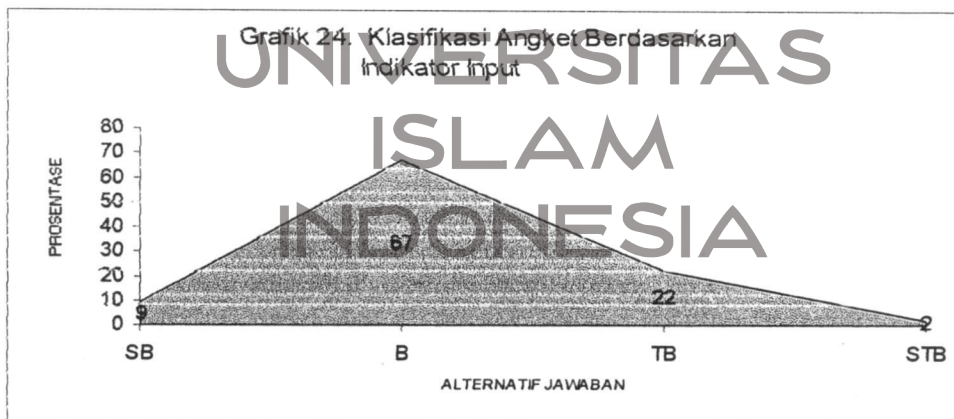 Grafik 24. Klasifikasi Angket Berdasarkan
Indikator Input
UNIVERSITAS
ISLAM
INDONESIA
PROSENTASE
80
70
60
50
40
30
20
10
0
9
67
22
2
SB
B
TB
STB
ALTERNATIF JAWABAN